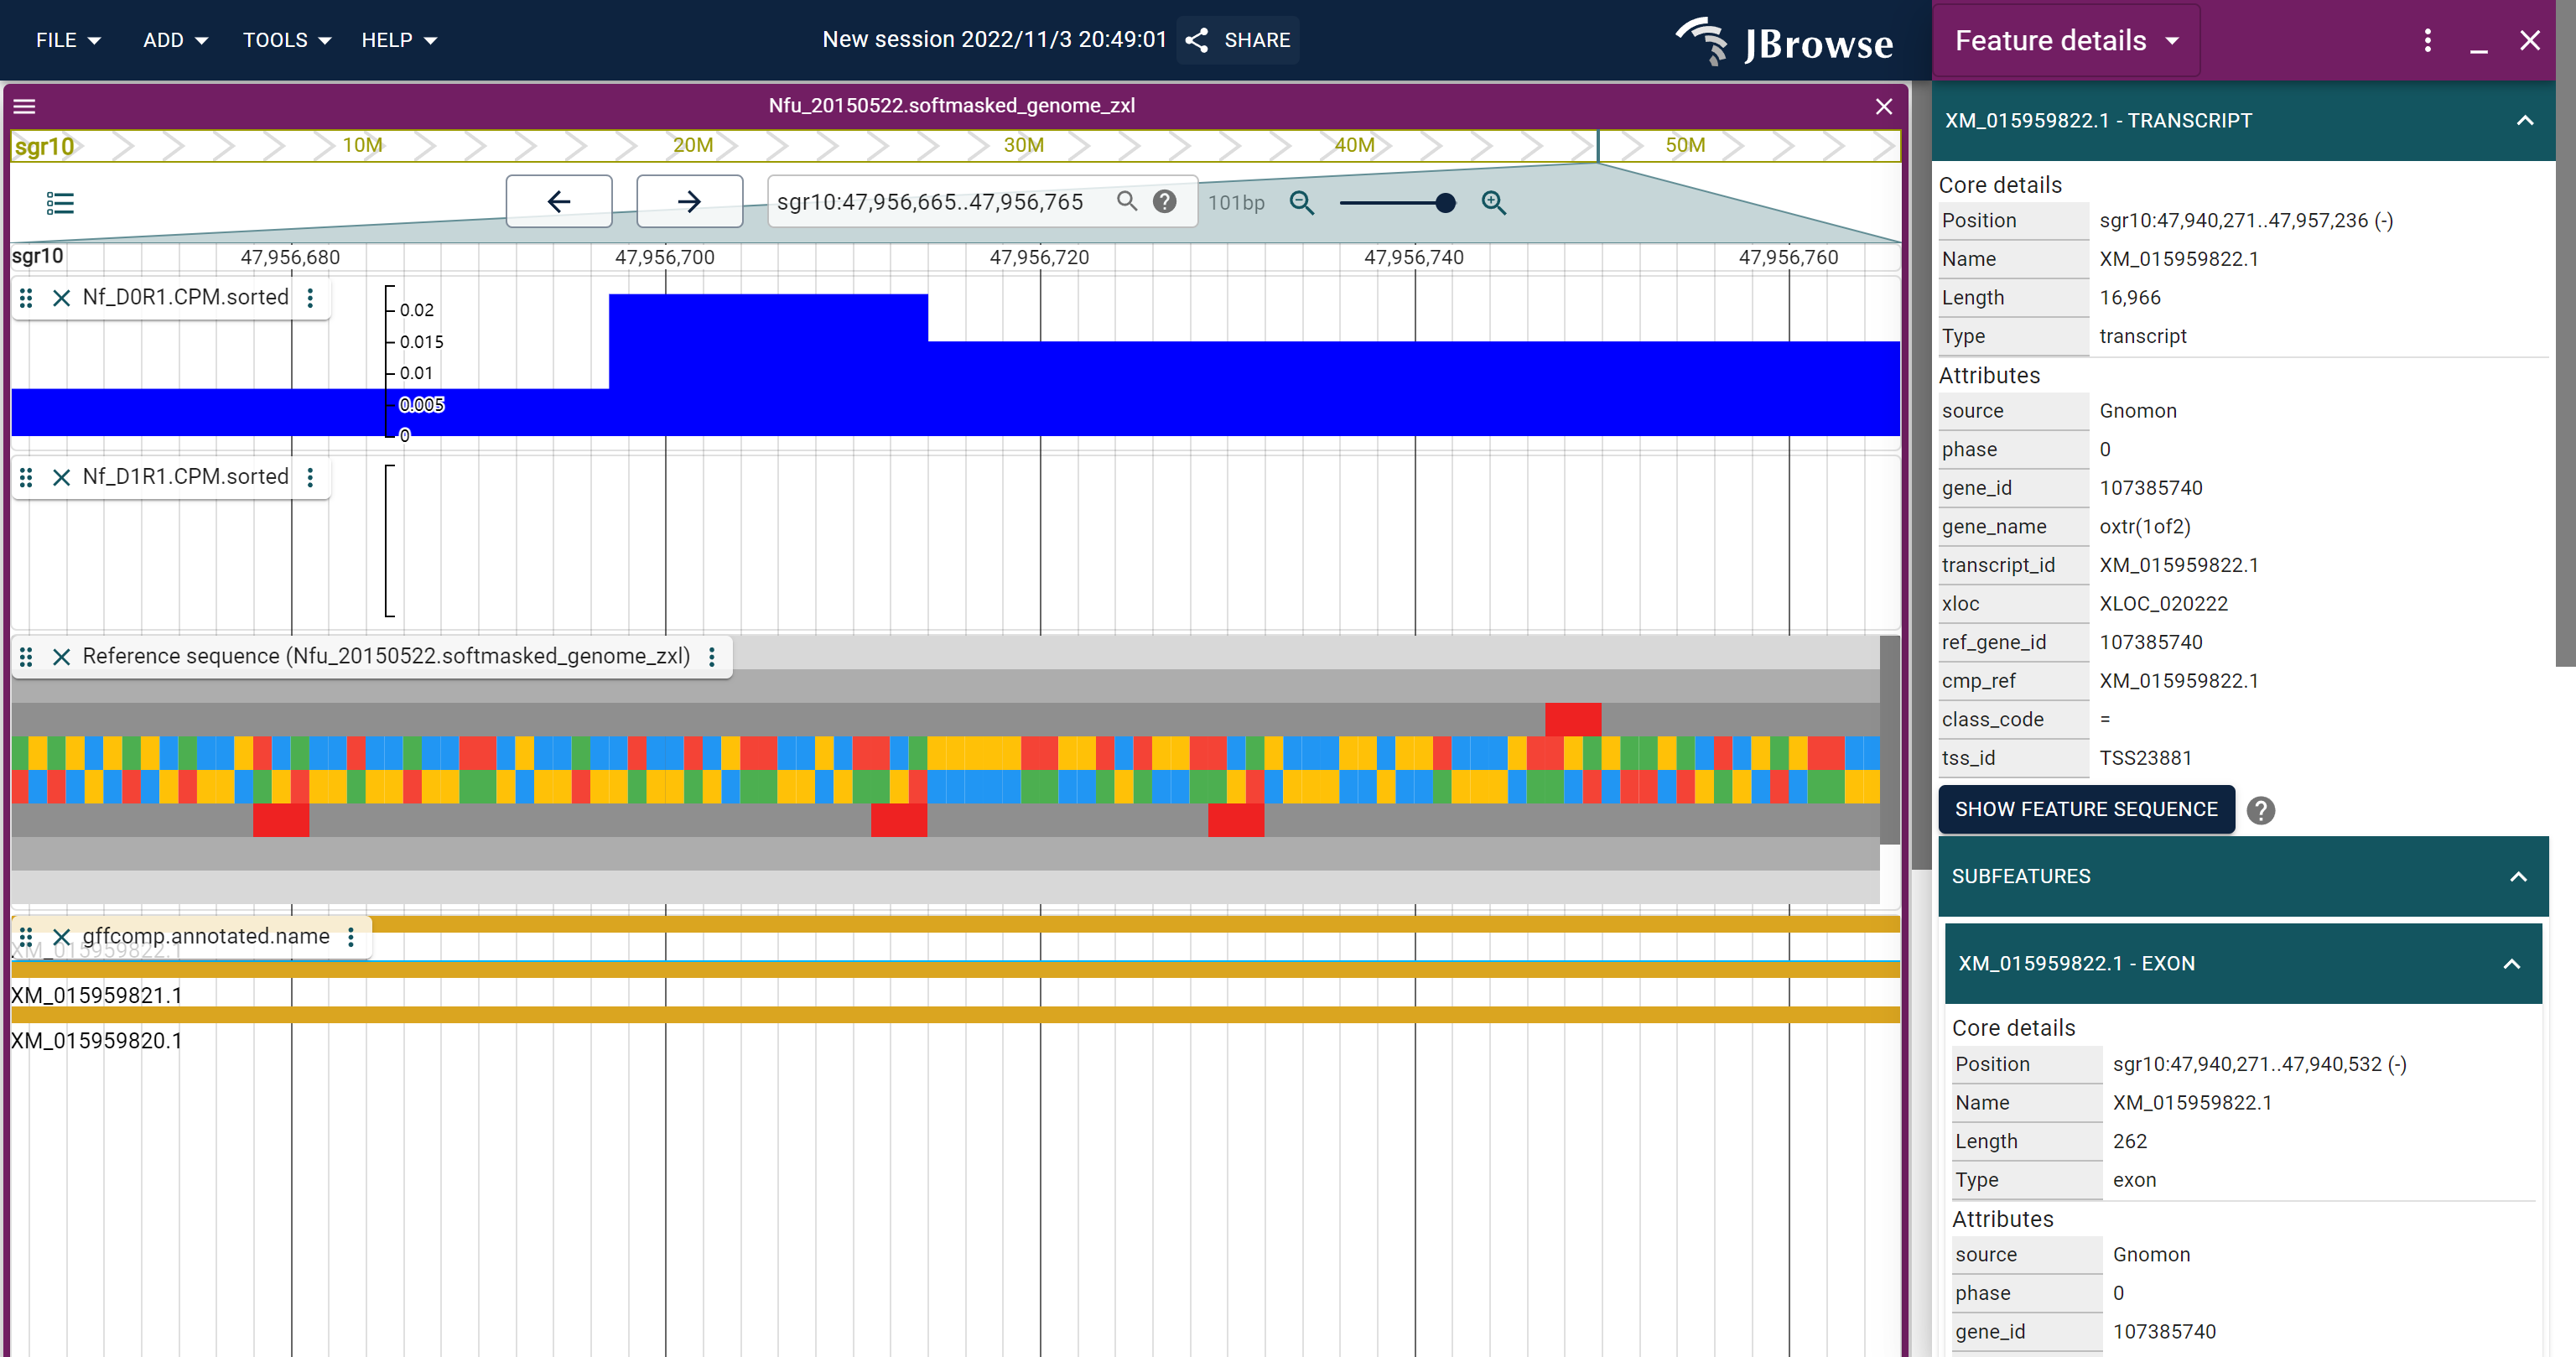 FILE ADD TOOLS HELP New session 2022/11/3 20:49:01 SHARE JBrowse
Nfu_20150522.softmasked_genome_zxl
sgr10 10M 20M 30M 40M 50M
sgr10:47,956,665..47,956,765 101bp
sgr10 47,956,680 47,956,700 47,956,720 47,956,740 47,956,760
Nf_D0R1.CPM.sorted
0.02
0.015
0.01
0.005
0
Nf_D1R1.CPM.sorted
Reference sequence (Nfu_20150522.softmasked_genome_zxl)
gffcomp.annotated.name
XM_015959822.1
XM_015959821.1
XM_015959820.1
Feature details
XM_015959822.1 - TRANSCRIPT
Core details
Position sgr10:47,940,271..47,957,236 (-)
Name XM_015959822.1
Length 16,966
Type transcript
Attributes
source Gnomon
phase 0
gene_id 107385740
gene_name oxtr(1of2)
transcript_id XM_015959822.1
xloc XLOC_020222
ref_gene_id 107385740
cmp_ref XM_015959822.1
class_code =
tss_id TSS23881
SHOW FEATURE SEQUENCE ?
SUBFEATURES
XM_015959822.1 - EXON
Core details
Position sgr10:47,940,271..47,940,532 (-)
Name XM_015959822.1
Length 262
Type exon
Attributes
source Gnomon
phase 0
gene_id 107385740